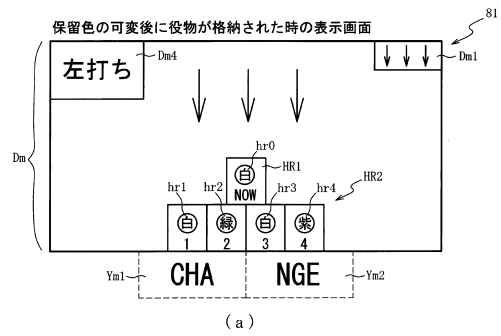 保留色の可変後に役物が格納された時の表示画面
81
左打ち
Dm4
Dm1
Dm
hr0
白
NOW
HR1
HR2
hr1
hr2
hr3
hr4
白 緑 白 紫
1 2 3 4
Ym1
CHA
NGE
Ym2
(a)